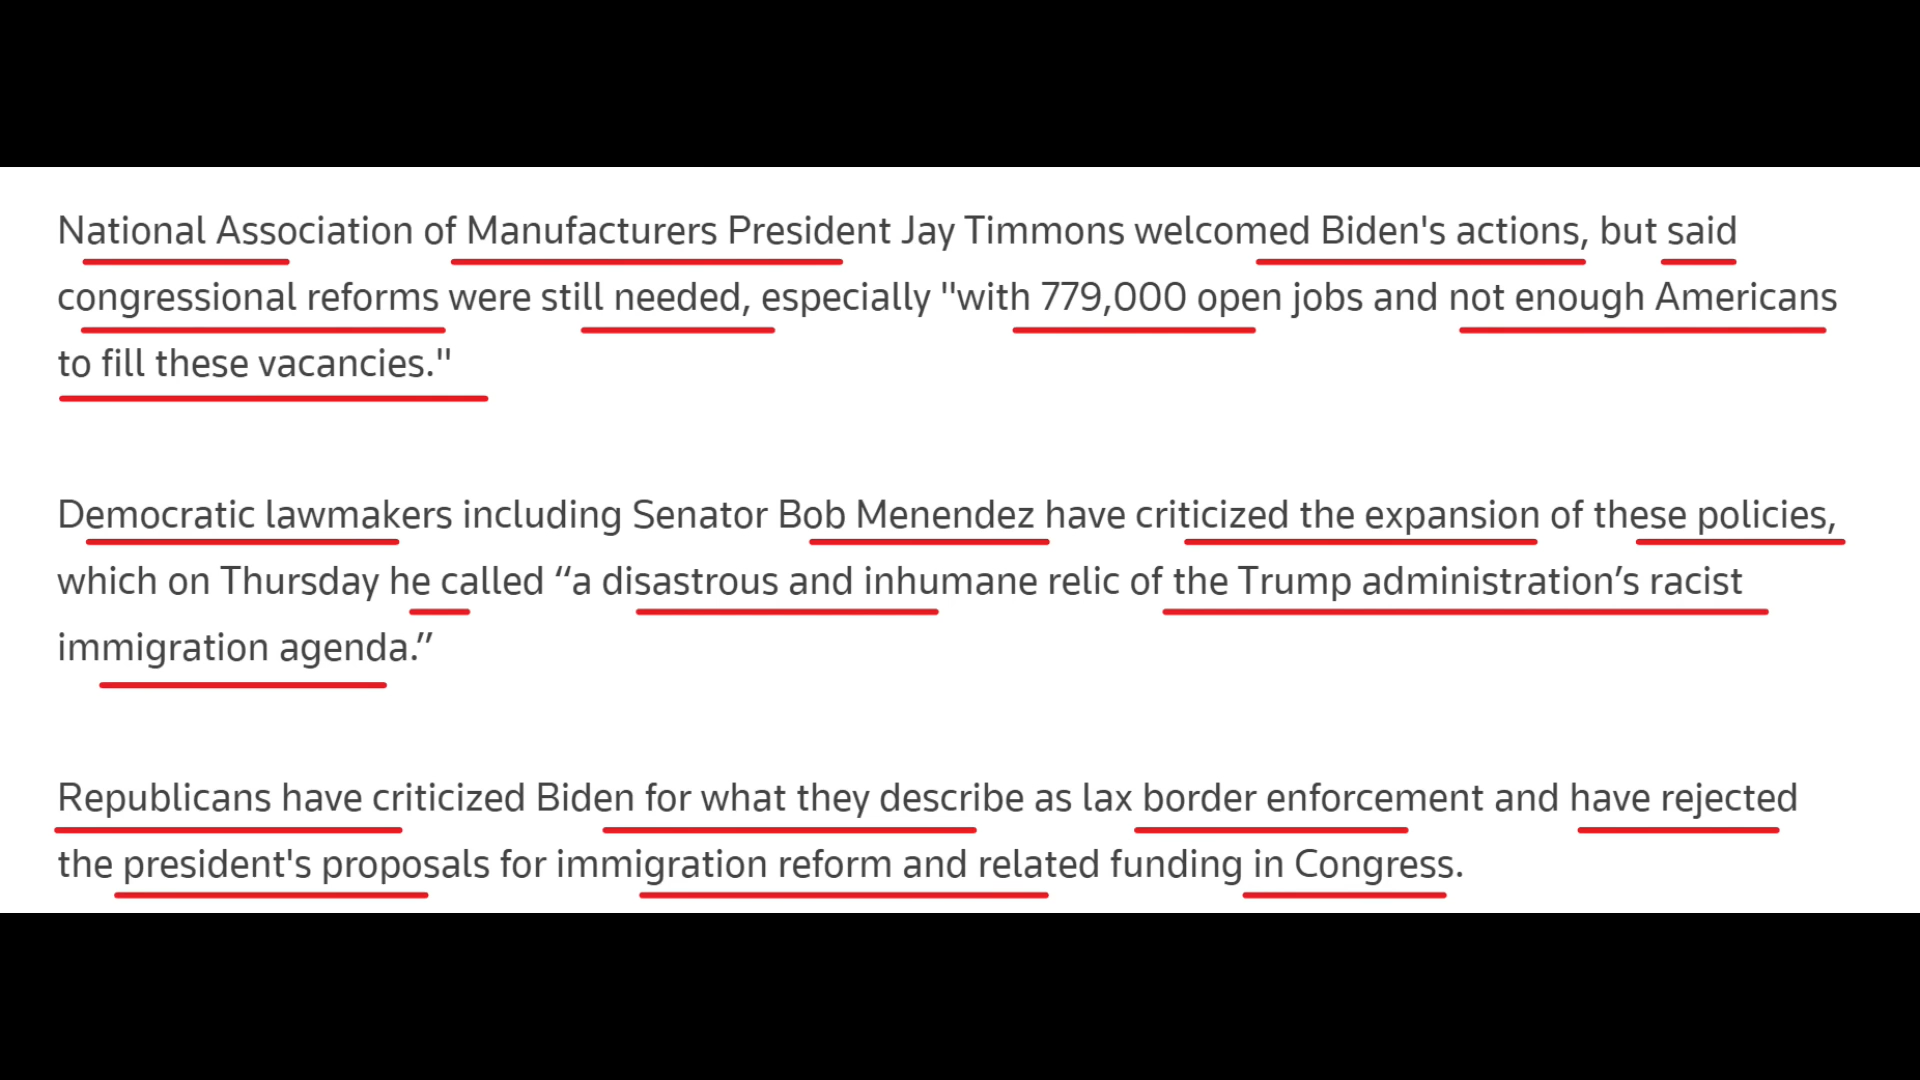 National Association of Manufacturers President Jay Timmons welcomed Biden's actions, but said
congressional reforms were still needed, especially "with 779,000 open jobs and not enough Americans
to fill these vacancies."
Democratic lawmakers including Senator Bob Menendez have criticized the expansion of these policies,
which on Thursday he called “a disastrous and inhumane relic of the Trump administration’s racist
immigration agenda.”
Republicans have criticized Biden for what they describe as lax border enforcement and have rejected
the president's proposals for immigration reform and related funding in Congress.